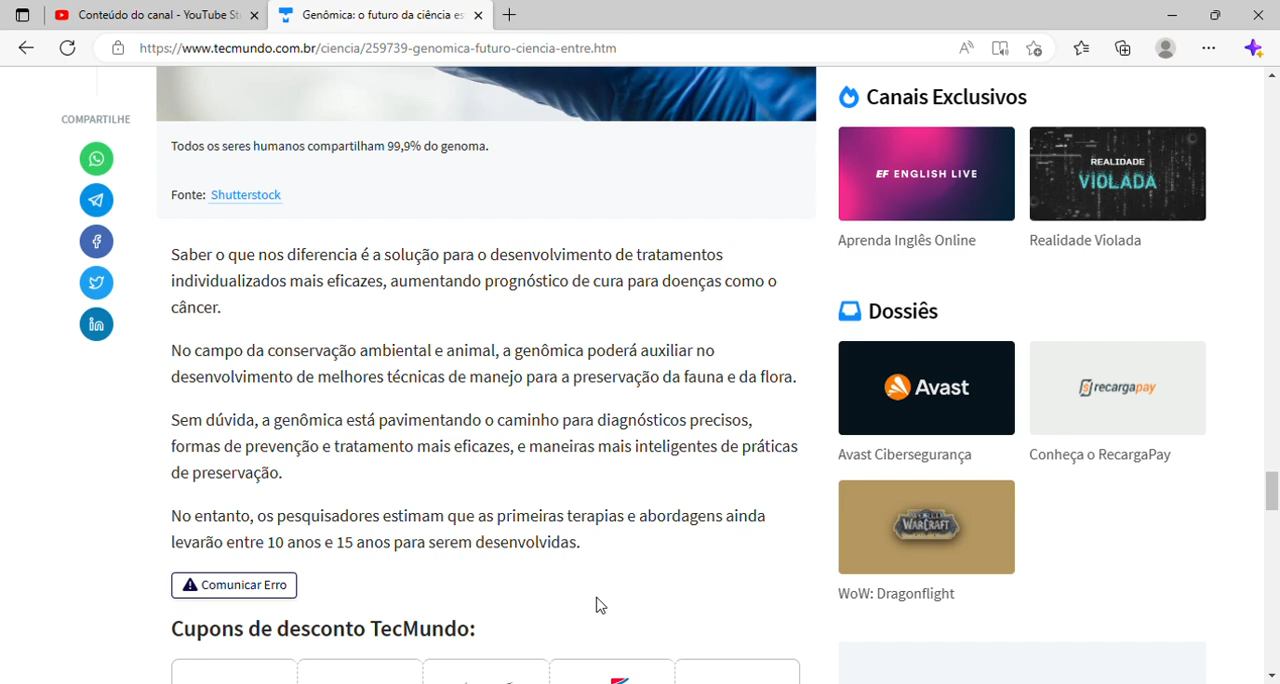 Conteúdo do canal - YouTube St
Genômica: o futuro da ciência es
https://www.tecmundo.com.br/ciencia/259739-genomica-futuro-ciencia-entre.htm
COMPARTILHE
Todos os seres humanos compartilham 99,9% do genoma.
Fonte: Shutterstock
Saber o que nos diferencia é a solução para o desenvolvimento de tratamentos
individualizados mais eficazes, aumentando prognóstico de cura para doenças como o
câncer.
No campo da conservação ambiental e animal, a genômica poderá auxiliar no
desenvolvimento de melhores técnicas de manejo para a preservação da fauna e da flora.
Sem dúvida, a genômica está pavimentando o caminho para diagnósticos precisos,
formas de prevenção e tratamento mais eficazes, e maneiras mais inteligentes de práticas
de preservação.
No entanto, os pesquisadores estimam que as primeiras terapias e abordagens ainda
levarão entre 10 anos e 15 anos para serem desenvolvidas.
Comunicar Erro
Cupons de desconto TecMundo:
Canais Exclusivos
EF ENGLISH LIVE
REALIDADE
VIOLADA
Aprenda Inglês Online
Realidade Violada
Dossiês
Avast
recargapay
Avast Cibersegurança
Conheça o RecargaPay
WORLD
WARCRAFT
WoW: Dragonflight